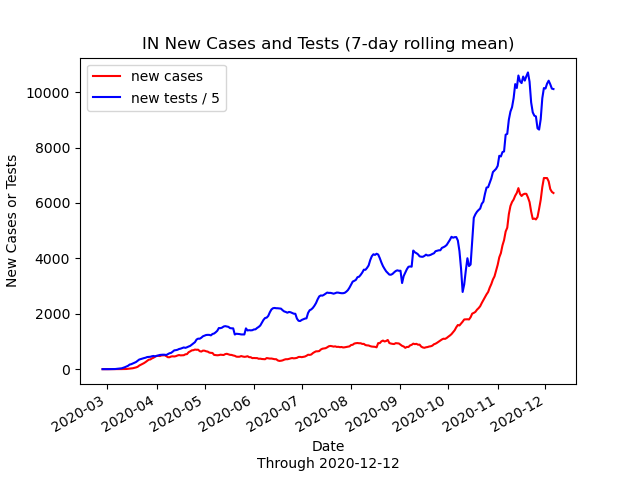 IN New Cases and Tests (7-day rolling mean)
new cases
new tests / 5
New Cases or Tests
10000
8000
6000
4000
2000
0
2020-03
2020-04
2020-05
2020-06
2020-07
2020-08
2020-09
2020-10
2020-11
2020-12
Date
Through 2020-12-12